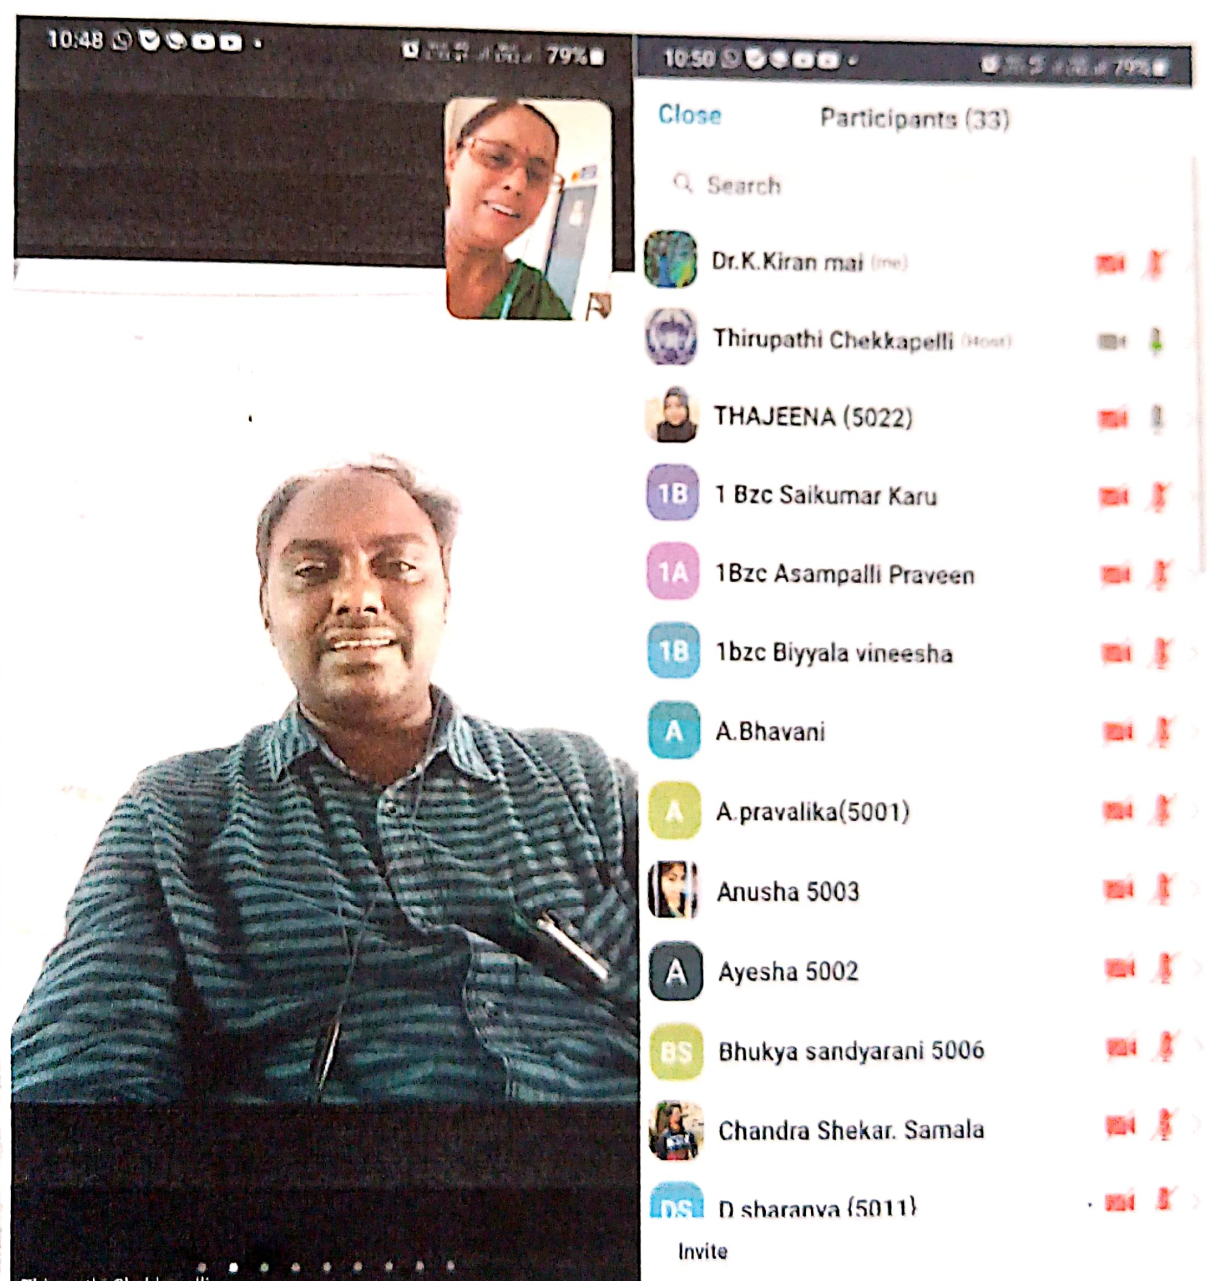 10:48
79%
10:50
79%
Close
Participants (33)
Search
Dr.K.Kiran mai (me)
Thirupathi Chekkapelli (Host)
THAJEENA (5022)
1B
1 Bzc Saikumar Karu
1A
1Bzc Asampalli Praveen
1B
1bzc Biyyala vineesha
A
A.Bhavani
A
A.pravalika(5001)
Anusha 5003
A
Ayesha 5002
BS
Bhukya sandyarani 5006
Chandra Shekar. Samala
DS
D sharanya {5011}
Invite